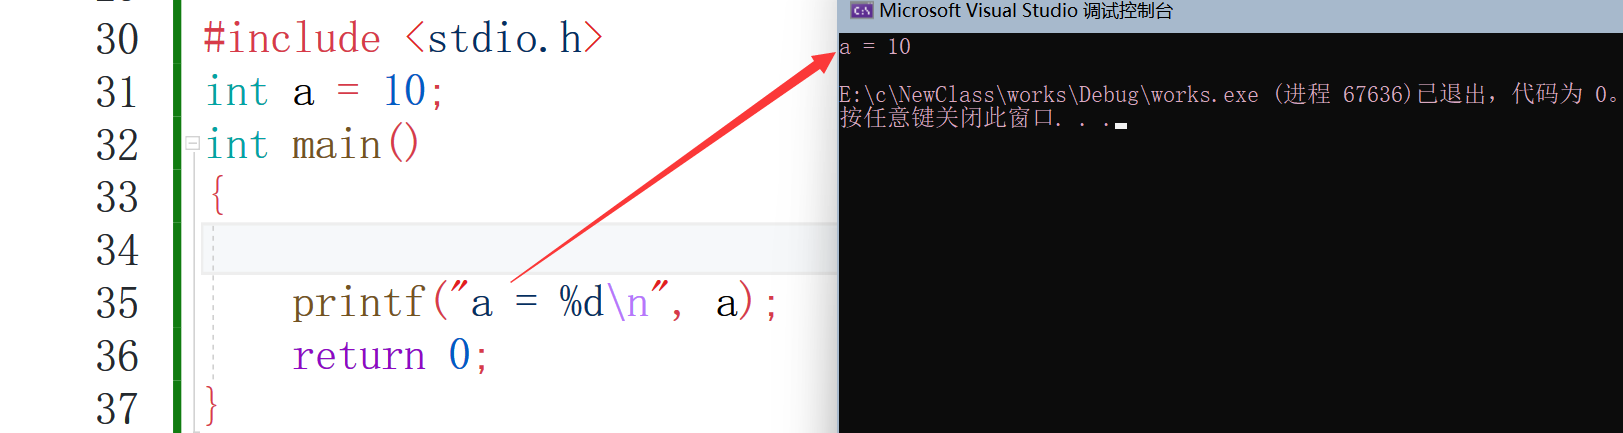 30 #include <stdio.h>
31 int a = 10;
32 int main()
33 {
34
35 printf("a = %d\n", a);
36 return 0;
37 }
Microsoft Visual Studio 调试控制台
a = 10
E:\c\NewClass\works\Debug\works.exe (进程 67636)已退出，代码为 0。
按任意键关闭此窗口. . .